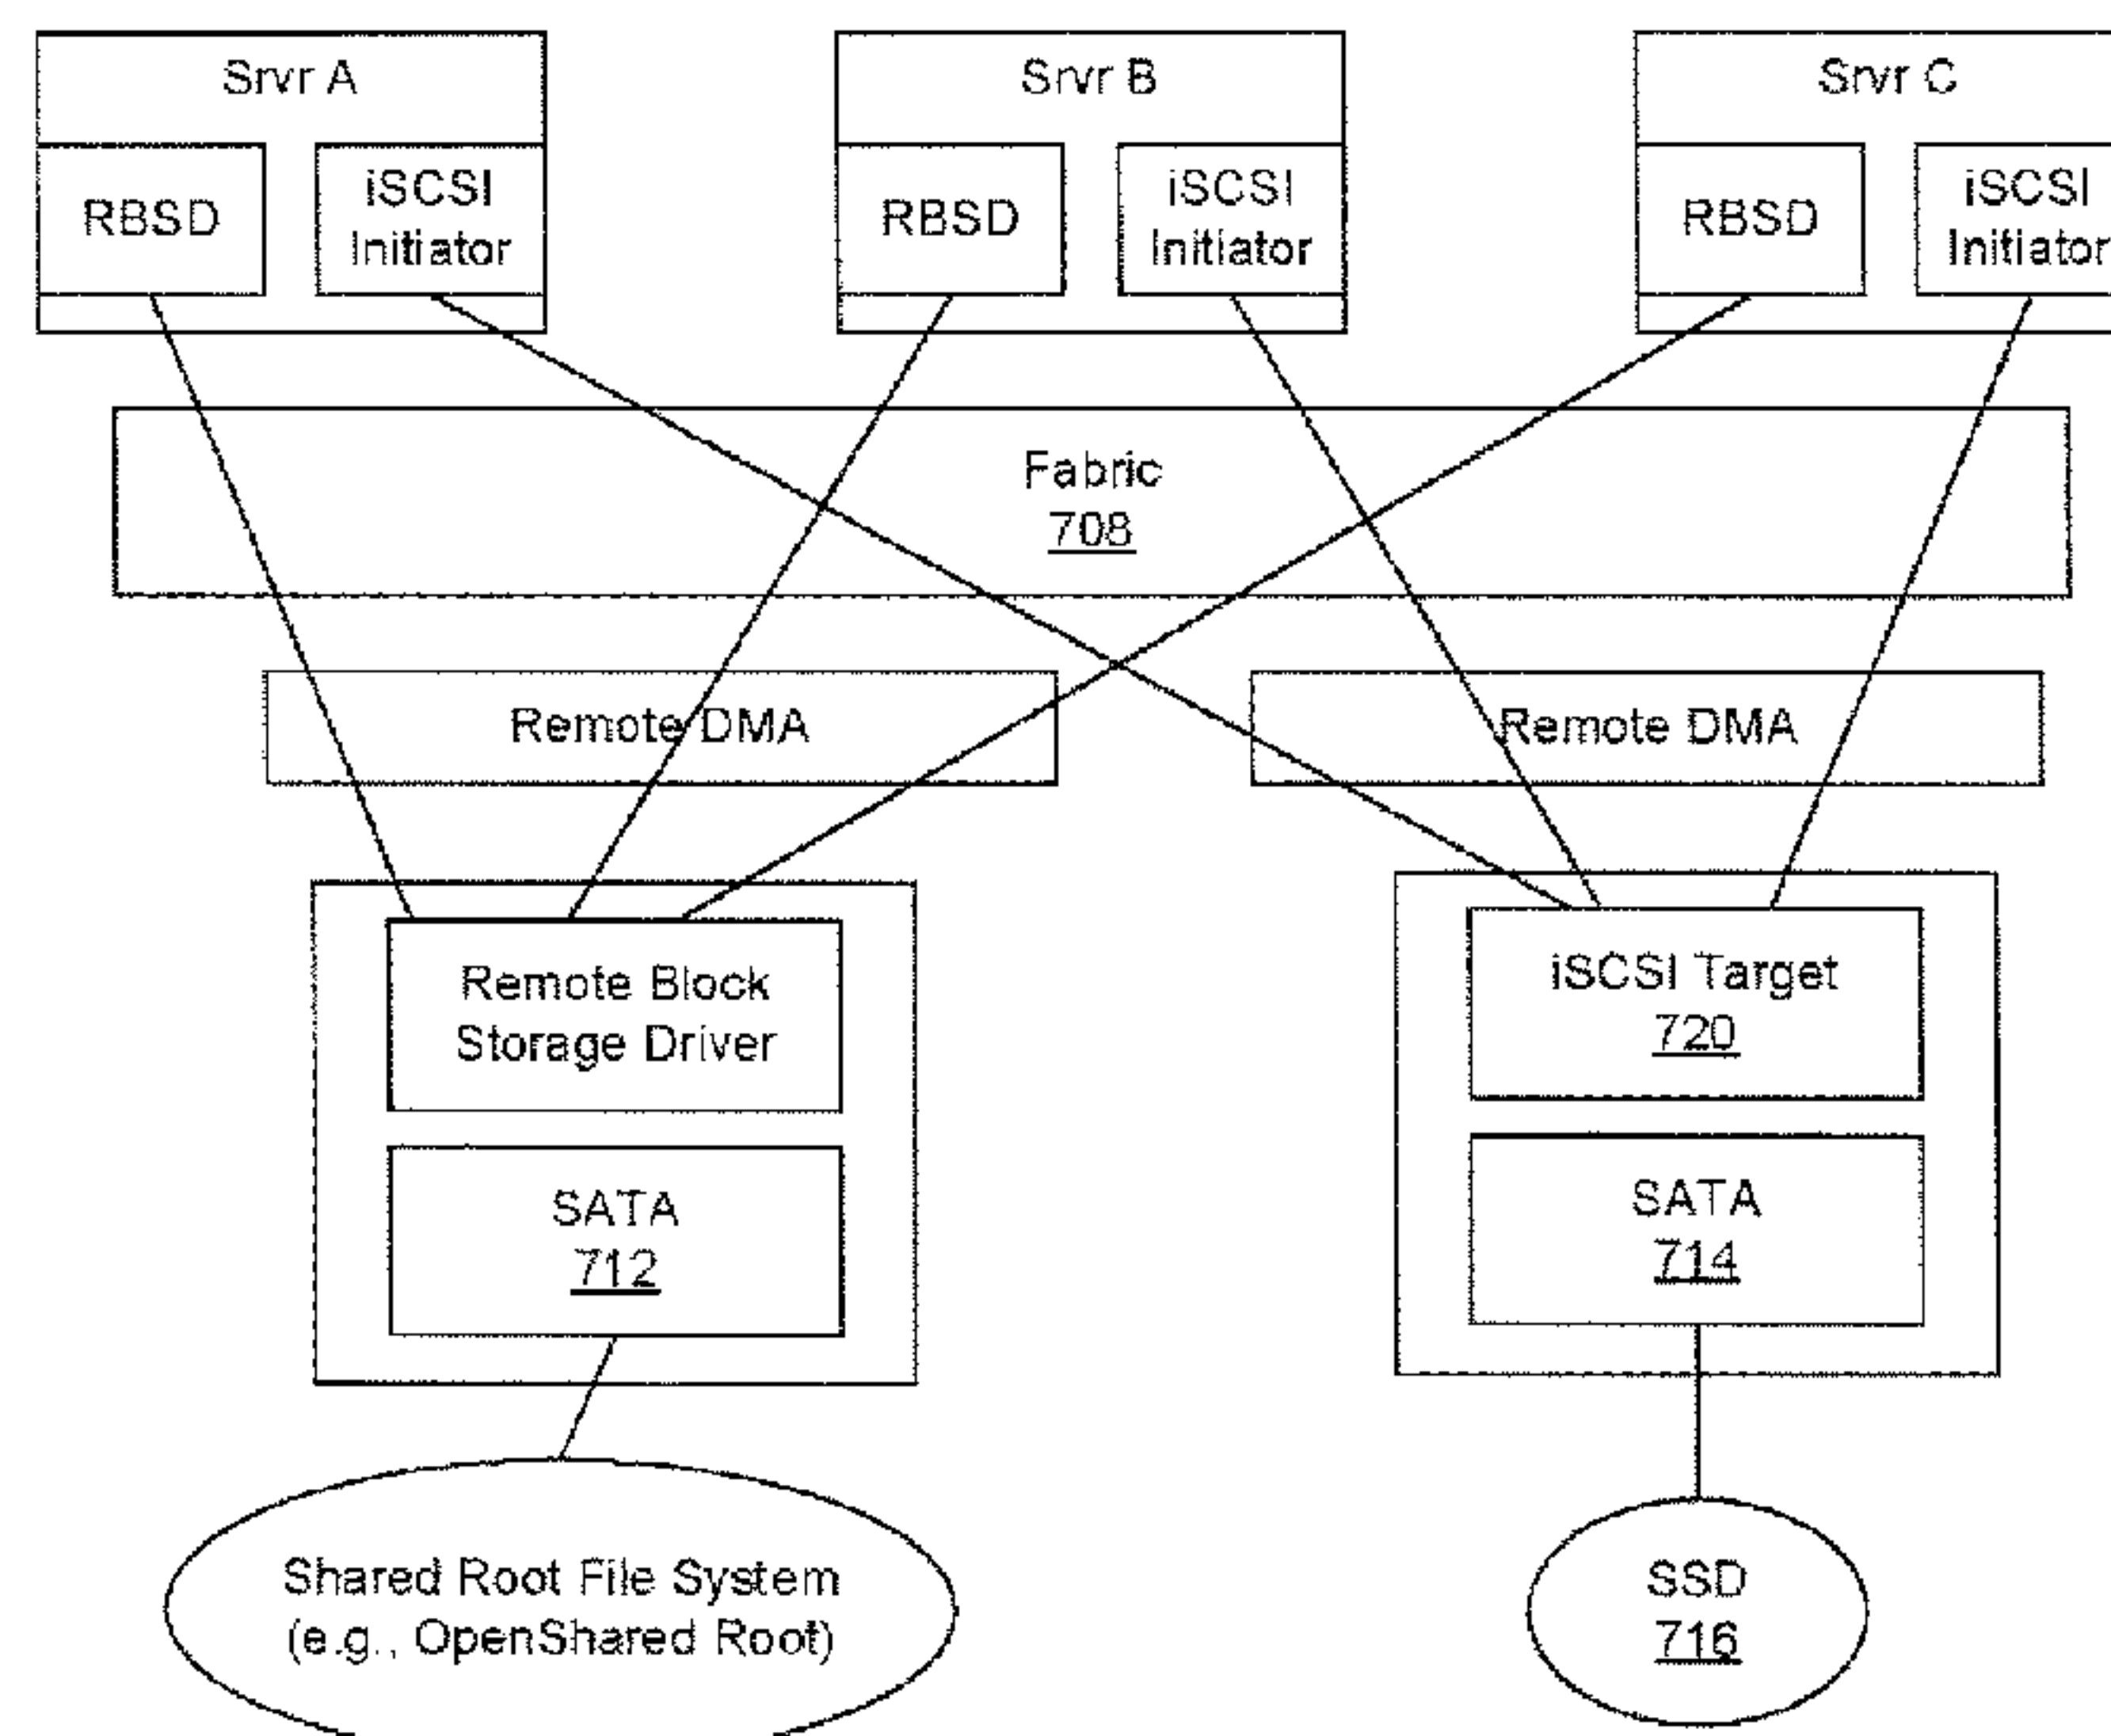 Srvr A
Srvr B
Srvr C
RBSD
iSCSI
Initiator
RBSD
iSCSI
Initiator
RBSD
iSCSI
Initiator
Fabric
708
Remote DMA
Remote DMA
Remote Block
Storage Driver
iSCSI Target
720
SATA
712
SATA
714
Shared Root File System
(e.g., OpenShared Root)
SSD
716